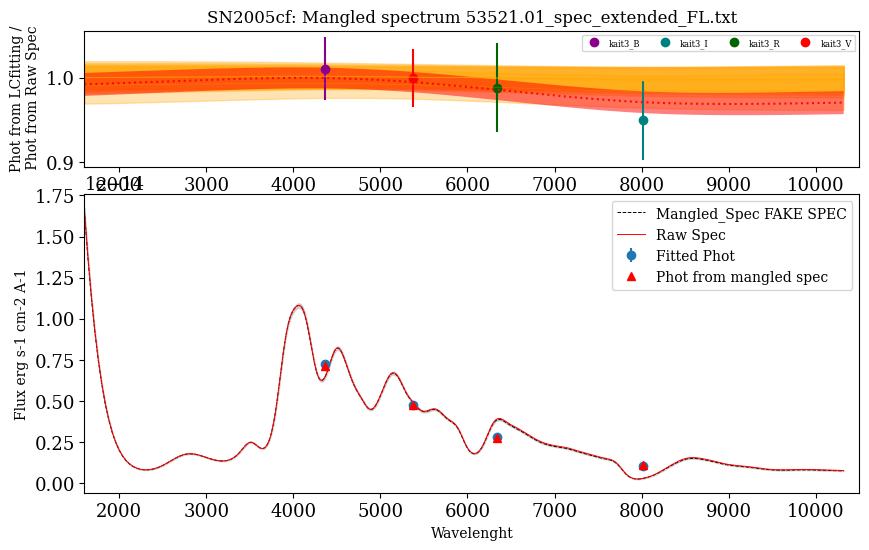 SN2005cf: Mangled spectrum 53521.01_spec_extended_FL.txt
Phot from LCfitting /
Phot from Raw Spec
kait3_B kait3_I kait3_R kait3_V
1.0
0.9
2000 3000 4000 5000 6000 7000 8000 9000 10000
1e−14
Flux erg s-1 cm-2 A-1
1.75
1.50
1.25
1.00
0.75
0.50
0.25
0.00
Mangled_Spec FAKE SPEC
Raw Spec
Fitted Phot
Phot from mangled spec
2000 3000 4000 5000 6000 7000 8000 9000 10000
Wavelenght